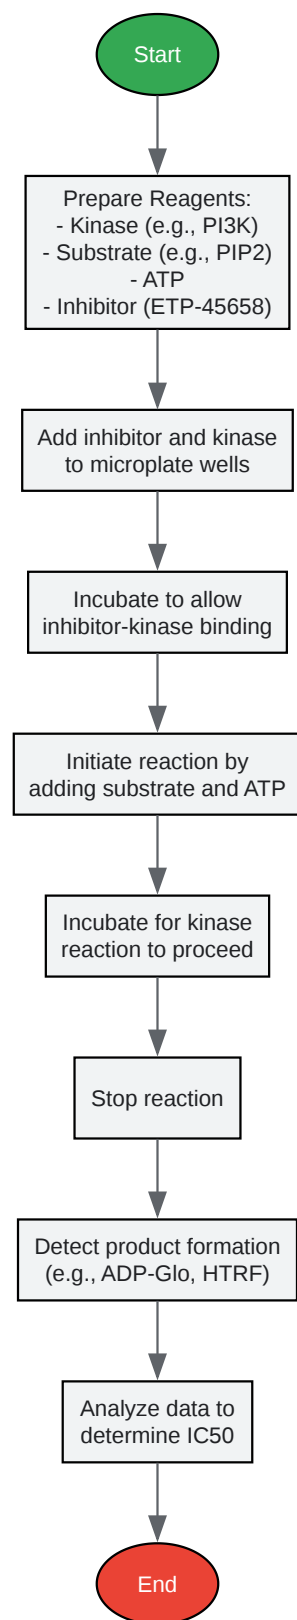 Start
Prepare Reagents:
- Kinase (e.g., PI3K)
- Substrate (e.g., PIP2)
- ATP
- Inhibitor (ETP-45658)
Add inhibitor and kinase
to microplate wells
Incubate to allow
inhibitor-kinase binding
Initiate reaction by
adding substrate and ATP
Incubate for kinase
reaction to proceed
Stop reaction
Detect product formation
(e.g., ADP-Glo, HTRF)
Analyze data to
determine IC50
End